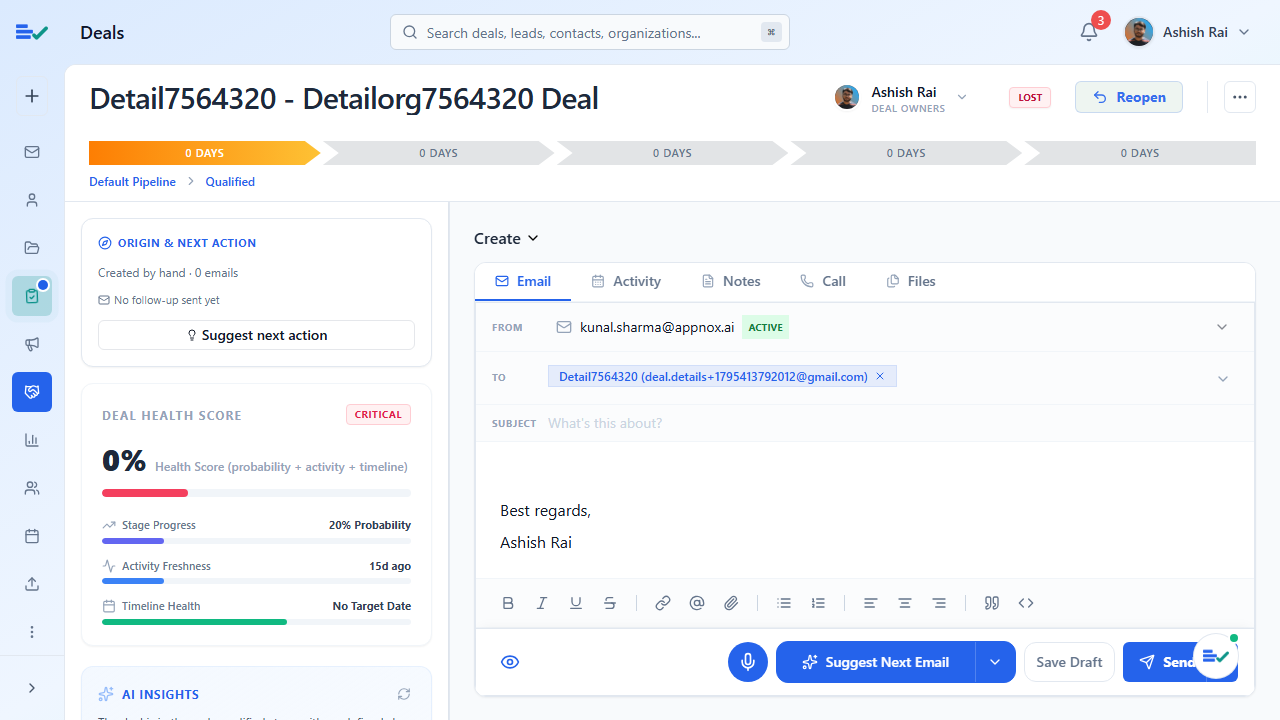 Deals
Search deals, leads, contacts, organizations...
⌘
3
Ashish Rai
Detail7564320 - Detailorg7564320 Deal
Ashish Rai
DEAL OWNERS
LOST
Reopen
0 DAYS
0 DAYS
0 DAYS
0 DAYS
0 DAYS
Default Pipeline
Qualified
ORIGIN & NEXT ACTION
Created by hand · 0 emails
No follow-up sent yet
Suggest next action
DEAL HEALTH SCORE
CRITICAL
0% Health Score (probability + activity + timeline)
Stage Progress
20% Probability
Activity Freshness
15d ago
Timeline Health
No Target Date
AI INSIGHTS
Create
Email
Activity
Notes
Call
Files
FROM
kunal.sharma@appnox.ai
ACTIVE
TO
Detail7564320 (deal.details+1795413792012@gmail.com)
SUBJECT
What's this about?
Best regards,
Ashish Rai
Suggest Next Email
Save Draft
Send